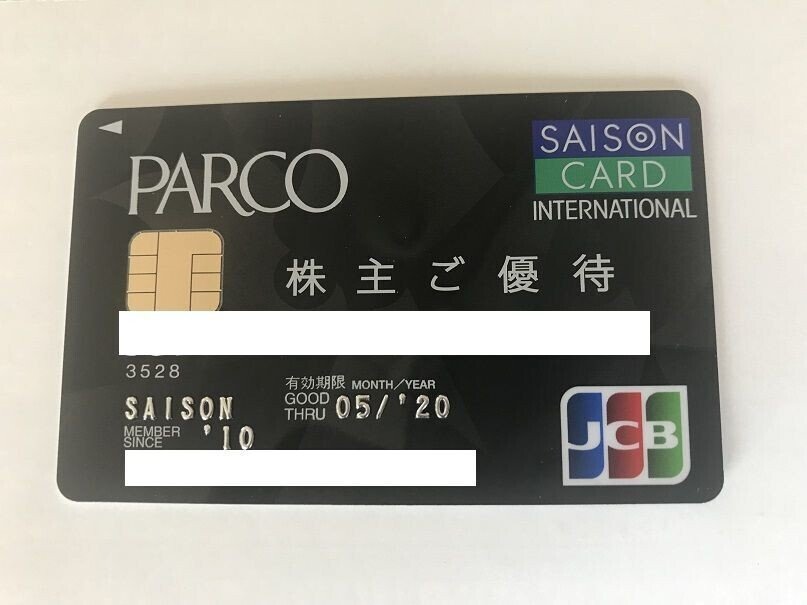 PARCO
SAISON
CARD
INTERNATIONAL
株主ご優待
3528
有効期限 MONTH/YEAR
GOOD THRU 05/'20
SAISON
MEMBER SINCE '10
JCB